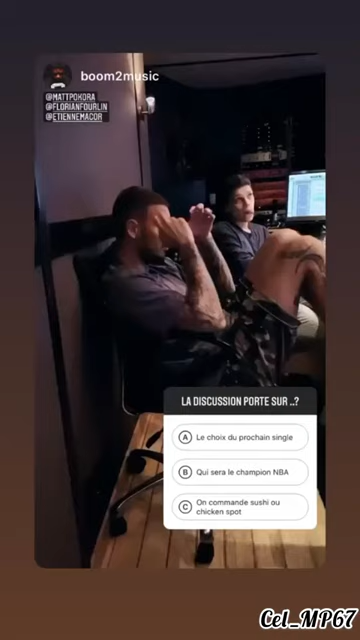 boom2music
@MATTPOKORA
@FLORIANFOURLIN
@ETIENNEMACOR
LA DISCUSSION PORTE SUR ..?
A Le choix du prochain single
B Qui sera le champion NBA
C On commande sushi ou
chicken spot
Cel_MP67